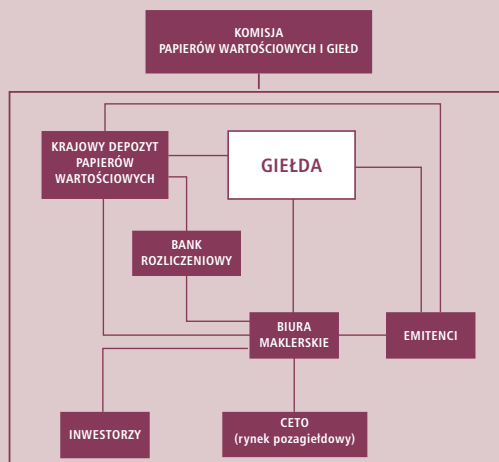 KOMISJA
PAPIERÓW WARTOŚCIOWYCH I GIEŁD
KRAJOWY DEPOZYT
PAPIERÓW
WARTOŚCIOWYCH
GIEŁDA
BANK
ROZLICZENIOWY
BIURA
MAKLERSKIE
EMITENCI
INWESTORZY
CETO
(rynek pozagiełdowy)